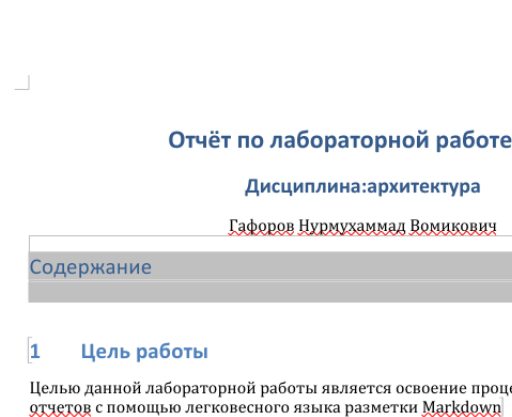 Отчёт по лабораторной работе
Дисциплина:архитектура
Гафоров Нурмухаммад Вомикович
Содержание
1 Цель работы
Целью данной лабораторной работы является освоение проце
отчетов с помощью легковесного языка разметки Markdown